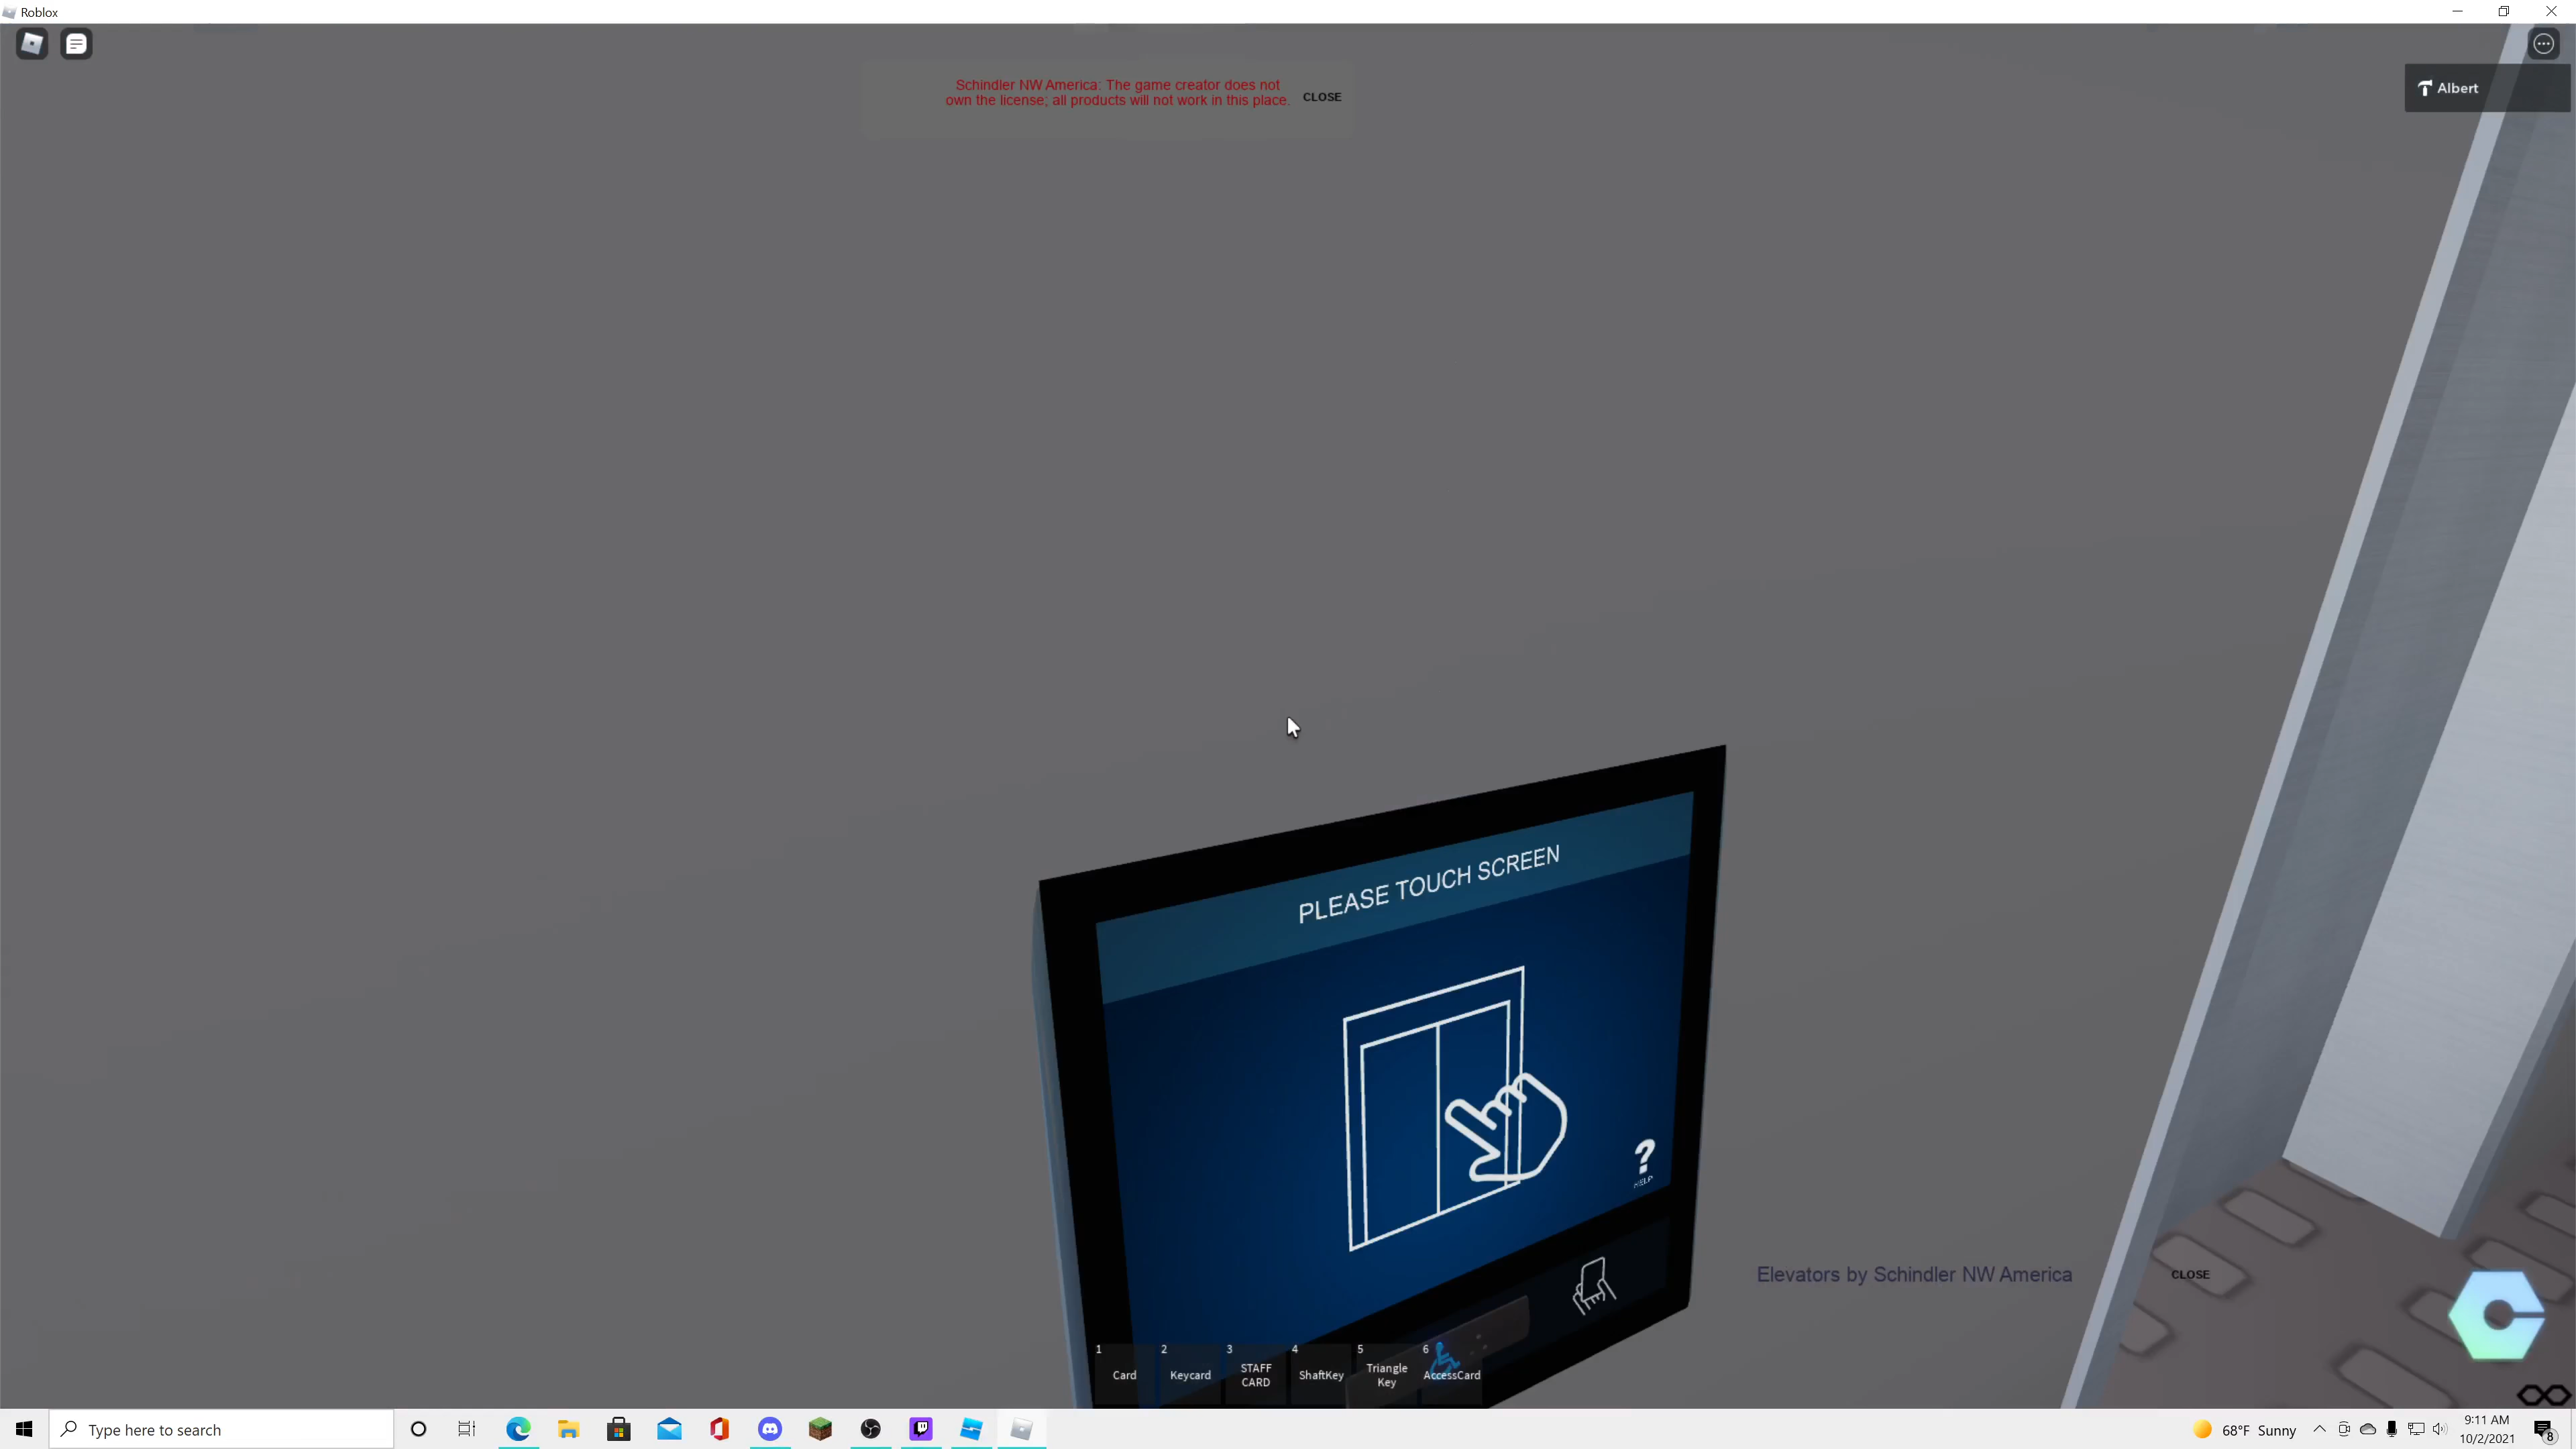 Roblox
Schindler NW America: The game creator does not
own the license; all products will not work in this place.
CLOSE
Albert
PLEASE TOUCH SCREEN
?
HELP
Elevators by Schindler NW America
CLOSE
1
Card
2
Keycard
3
STAFF
CARD
4
ShaftKey
5
Triangle
Key
6
AccessCard
Type here to search
68°F Sunny
9:11 AM
10/2/2021
8